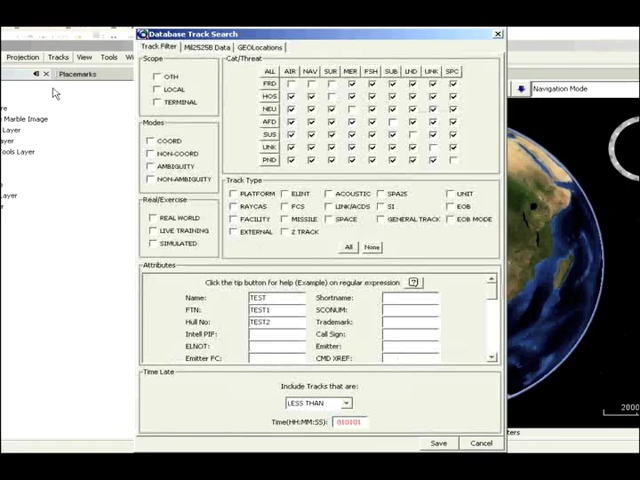 Database Track Search
Projection Tracks View Tools
Track Filter Mil2525B Data GEOLocations
Placemarks
Scope
OTH
LOCAL
TERMINAL
Cat/Threat
ALL AIR NAV SUR MER FSH SUB LND UNK SPC
FRD
HOS
NEU
AFD
SUS
UNK
PND
Navigation Mode
Marble Image
Layer
Layer
Tools Layer
Modes
COORD
NON-COORD
AMBIGUITY
NON-AMBIGUITY
Real/Exercise
REAL WORLD
LIVE TRAINING
SIMULATED
Track Type
PLATFORM ELINT ACOUSTIC SPA25 UNIT
RAYCAS FCS LINK/ACDS SI EOB
FACILITY MISSILE SPACE GENERAL TRACK EOB MODE
EXTERNAL Z TRACK
All None
Attributes
Click the tip button for help (Example) on regular expression ?
Name: TEST Shortname:
FTN: TEST1 SCONUM:
Hull No: TEST2 Trademark:
Intell PIF: Call Sign:
ELNOT: Emitter:
Emitter FC: CMD XREF:
Time Late
Include Tracks that are:
LESS THAN
Time(HH:MM:SS): 010101
Save Cancel
2000
ters